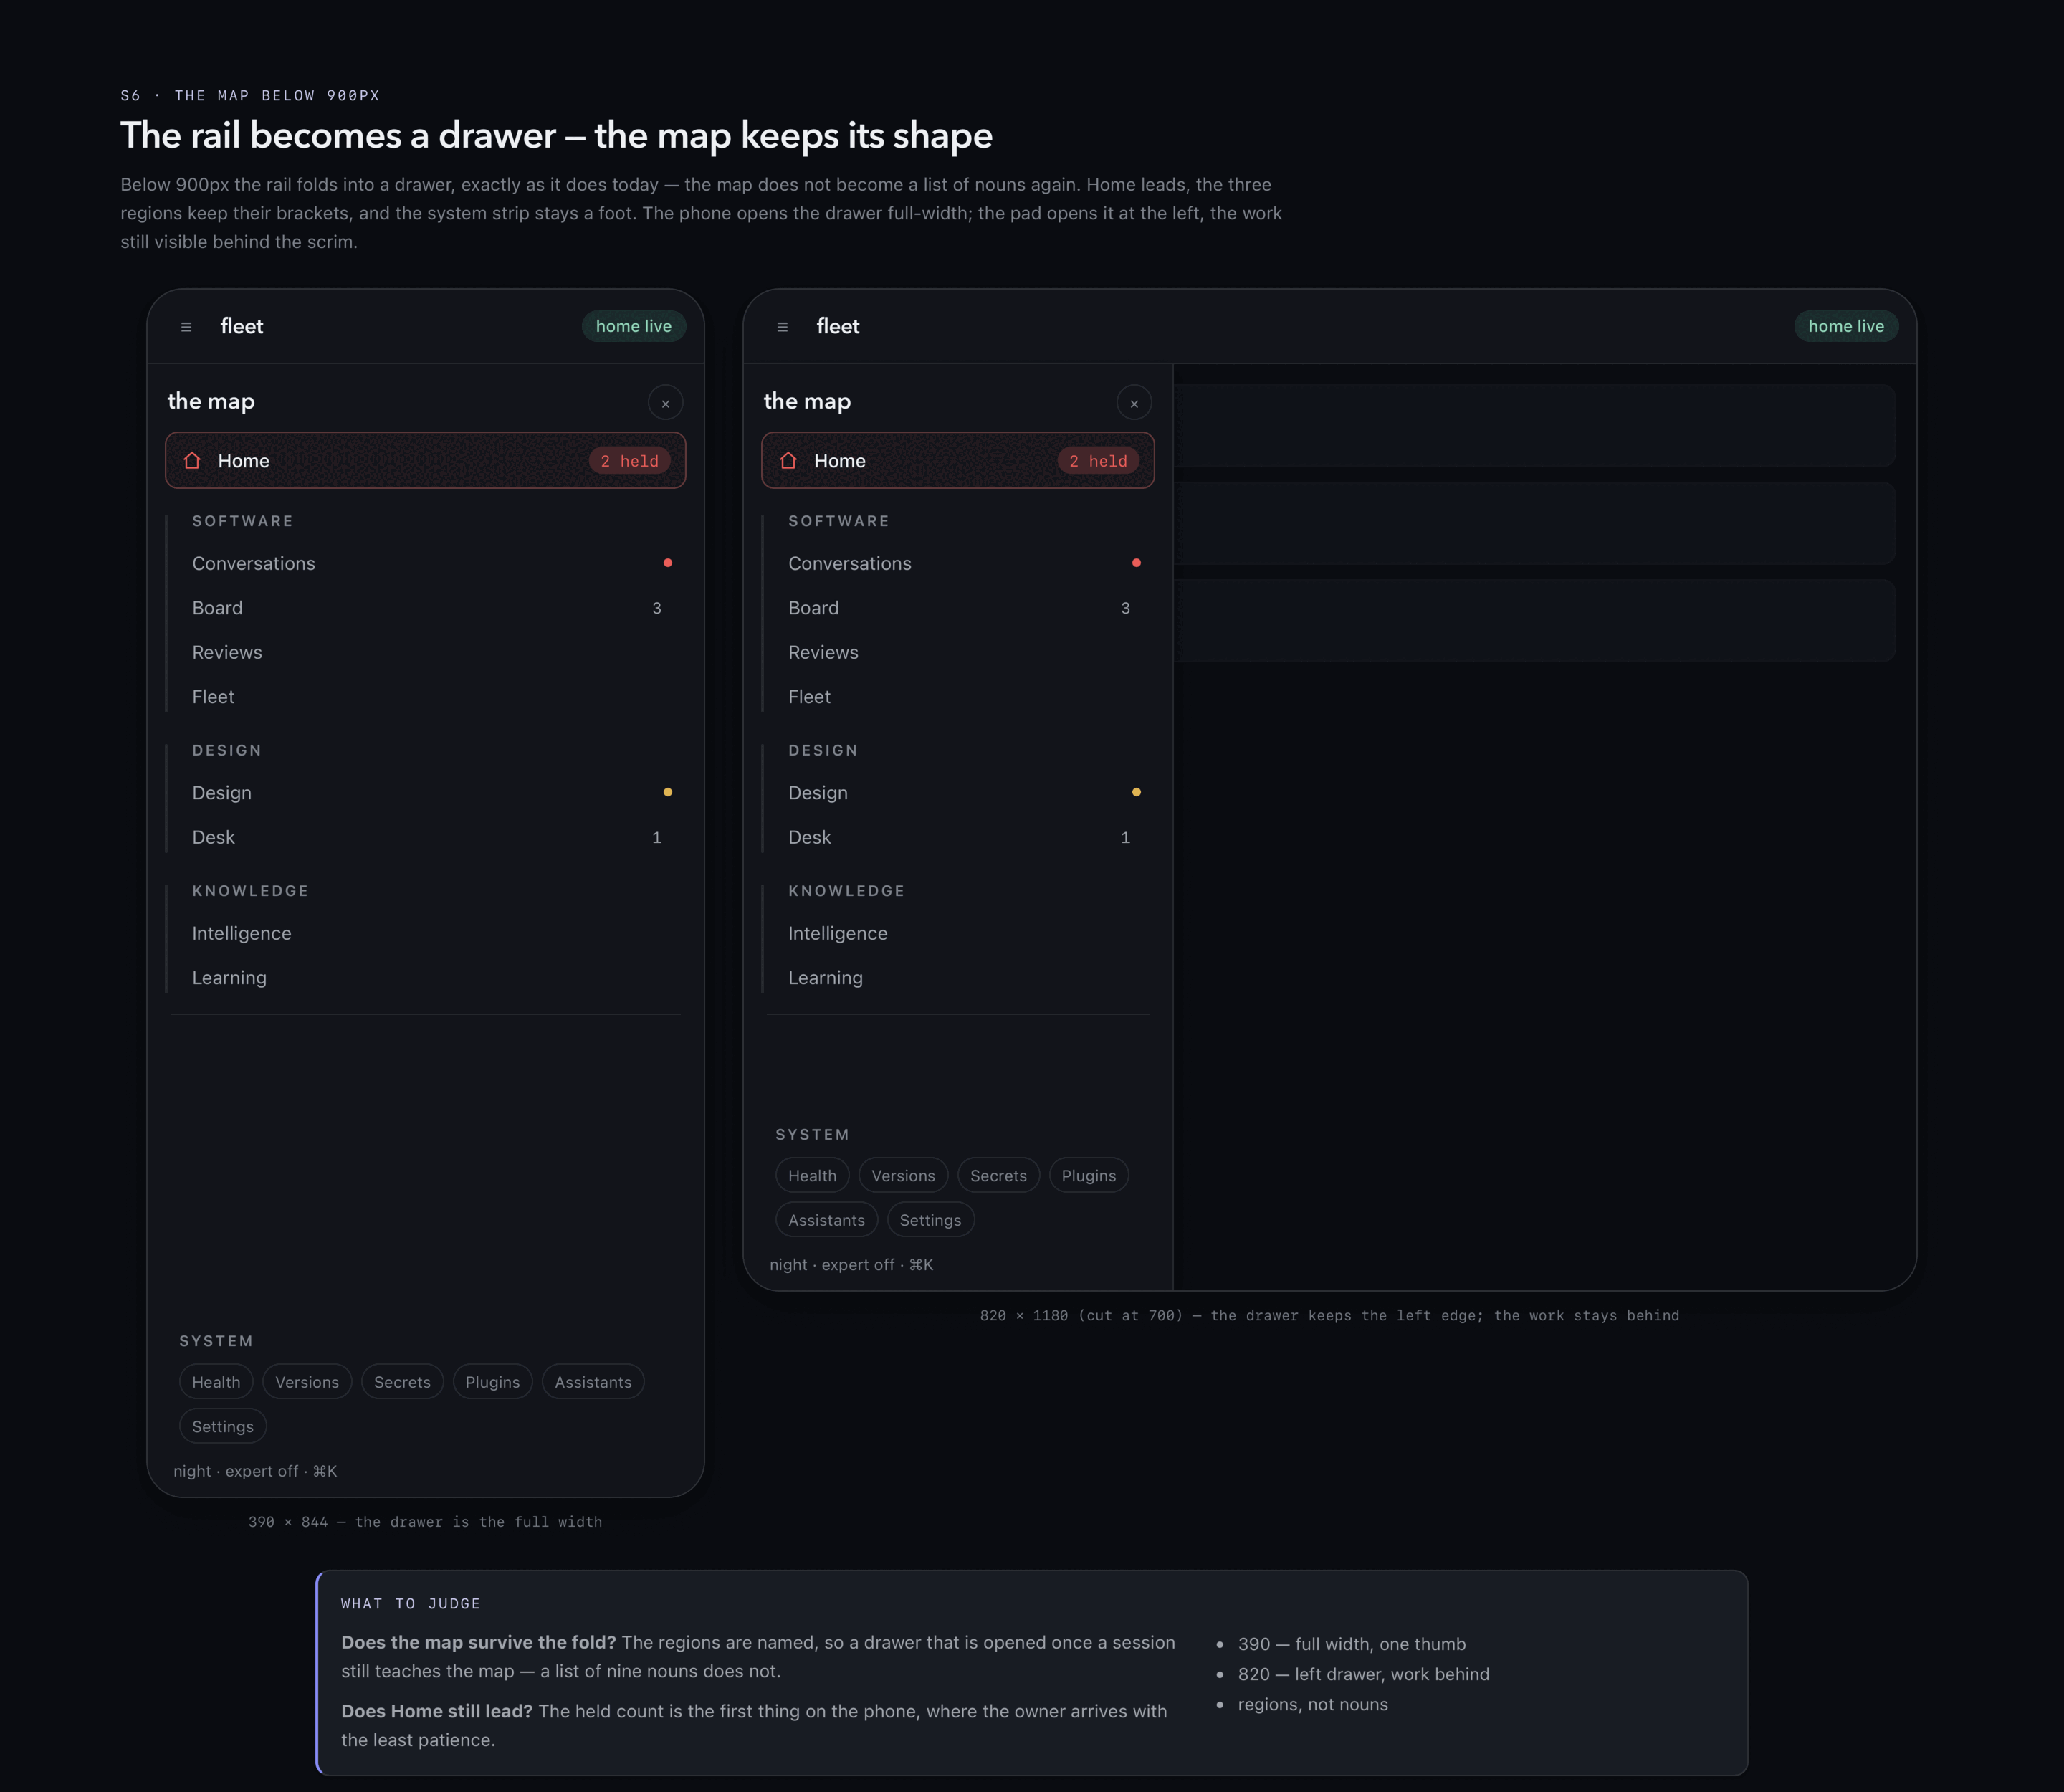 S6 · THE MAP BELOW 900PX
The rail becomes a drawer — the map keeps its shape
Below 900px the rail folds into a drawer, exactly as it does today — the map does not become a list of nouns again. Home leads, the three
regions keep their brackets, and the system strip stays a foot. The phone opens the drawer full-width; the pad opens it at the left, the work
still visible behind the scrim.
≡ fleet home live
the map ×
Home 2 held
SOFTWARE
Conversations
Board 3
Reviews
Fleet
DESIGN
Design
Desk 1
KNOWLEDGE
Intelligence
Learning
SYSTEM
Health Versions Secrets Plugins Assistants
Settings
night · expert off · ⌘K
390 × 844 — the drawer is the full width
≡ fleet home live
the map ×
Home 2 held
SOFTWARE
Conversations
Board 3
Reviews
Fleet
DESIGN
Design
Desk 1
KNOWLEDGE
Intelligence
Learning
SYSTEM
Health Versions Secrets Plugins
Assistants Settings
night · expert off · ⌘K
820 × 1180 (cut at 700) — the drawer keeps the left edge; the work stays behind
WHAT TO JUDGE
Does the map survive the fold? The regions are named, so a drawer that is opened once a session
still teaches the map — a list of nine nouns does not.
Does Home still lead? The held count is the first thing on the phone, where the owner arrives with
the least patience.
• 390 — full width, one thumb
• 820 — left drawer, work behind
• regions, not nouns